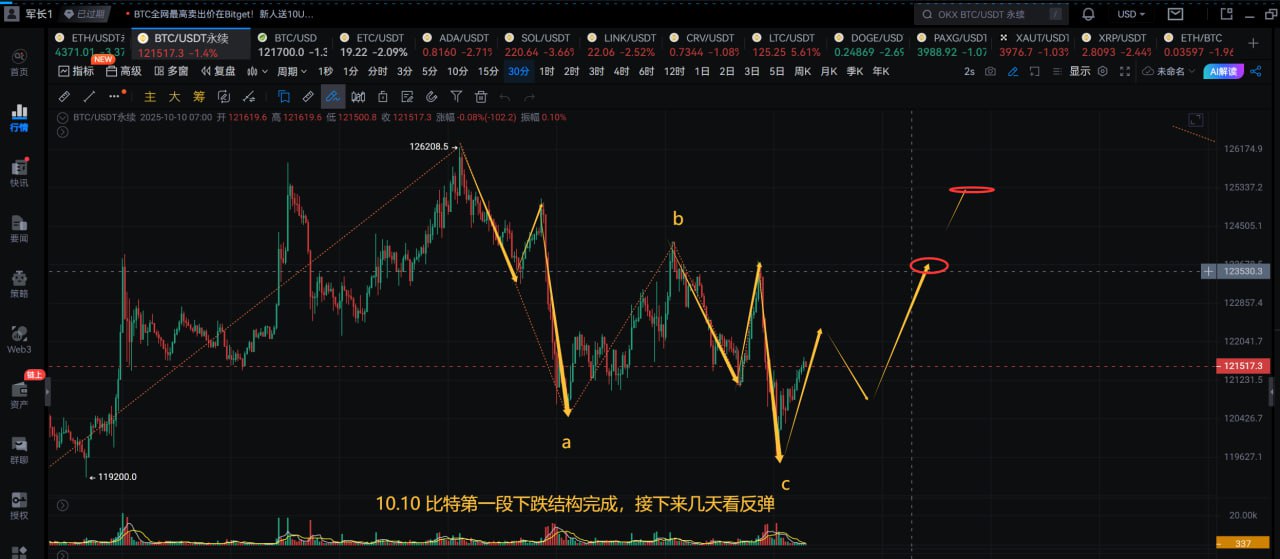 军长1 已过期 BTC全网最高卖出价在Bitget！新人送10U... OKX BTC/USDT 永续 / USD
ETH/USDT永 BTC/USDT永续 BTC/USD ETC/USDT ADA/USDT SOL/USDT LINK/USDT CRV/USDT LTC/USDT DOGE/USD PAXG/USDT XAUT/USDT XRP/USDT ETH/BTC
4371.01 -3.37 121517.3 -1.4% 121700.0 -1.3 19.22 -2.09% 0.8160 -2.71 220.64 -3.66 22.06 -2.52% 0.7344 -1.08% 125.25 5.61% 0.24869 -2.6 3988.92 -1.0 3976.7 -1.03% 2.8093 -2.44% 0.03597 -1.96
NEW
指标 高级 多窗 复盘 周期 1秒 1分 分时 3分 5分 10分 15分 30分 1时 2时 3时 4时 6时 12时 1日 2日 3日 5日 周K 月K 季K 年K 2s 显示 未命名 AI解读
主 大 筹
BTC/USDT永续 2025-10-10 07:00 开 121619.6 高 121619.6 低 121500.8 收 121517.3 涨幅 -0.08%(-102.2) 振幅 0.10%
首页
行情
快讯
要闻
策略
Web3
链上
资产
群聊
授权
126208.5
126174.9
125337.2
124505.1
123530.3
122857.4
122041.7
121517.3
121231.5
120426.7
119627.1
b
a
c
119200.0
10.10 比特第一段下跌结构完成，接下来几天看反弹
20.00k
337